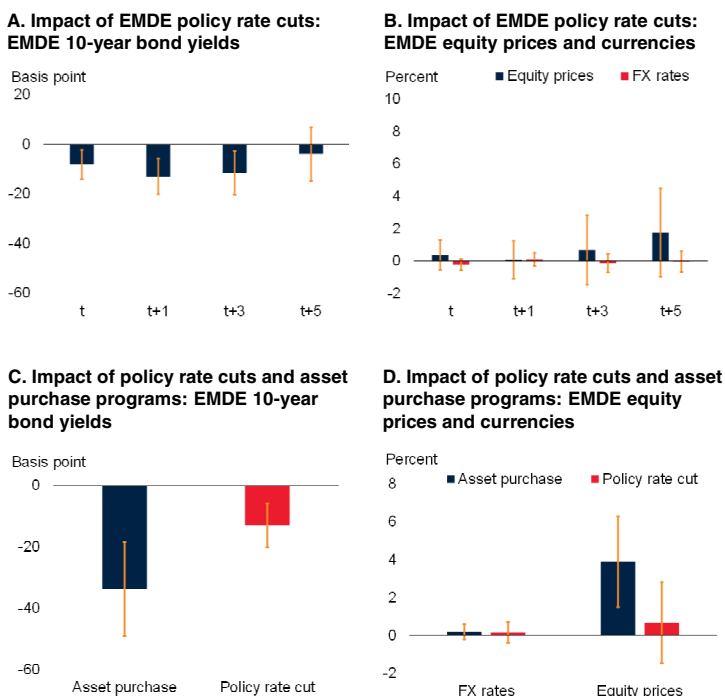 A. Impact of EMDE policy rate cuts:
EMDE 10-year bond yields
Basis point
20
0
-20
-40
-60
t t+1 t+3 t+5
B. Impact of EMDE policy rate cuts:
EMDE equity prices and currencies
Percent
Equity prices FX rates
10
8
6
4
2
0
-2
t t+1 t+3 t+5
C. Impact of policy rate cuts and asset
purchase programs: EMDE 10-year
bond yields
Basis point
0
-20
-40
-60
Asset purchase Policy rate cut
D. Impact of policy rate cuts and asset
purchase programs: EMDE equity
prices and currencies
Percent
8
Asset purchase Policy rate cut
6
4
2
0
-2
FX rates Equity prices